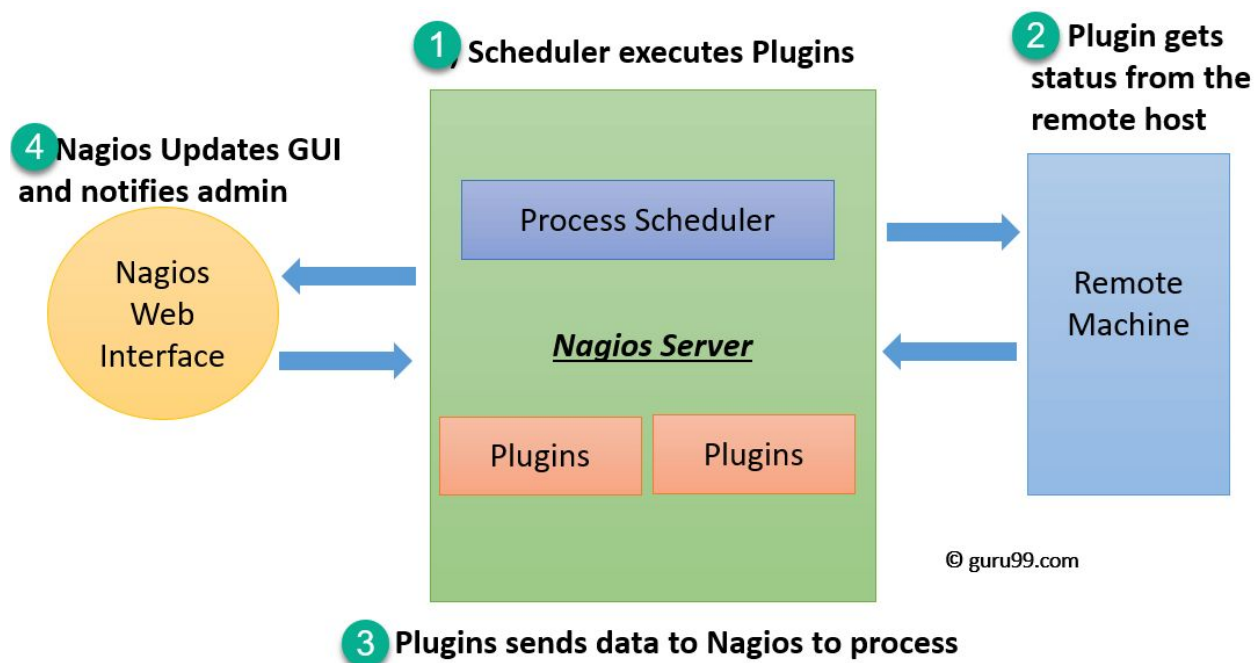 1 Scheduler executes Plugins
2 Plugin gets
status from the
remote host
4 Nagios Updates GUI
and notifies admin
Process Scheduler
Nagios
Web
Interface
Nagios Server
Remote
Machine
Plugins
Plugins
© guru99.com
3 Plugins sends data to Nagios to process